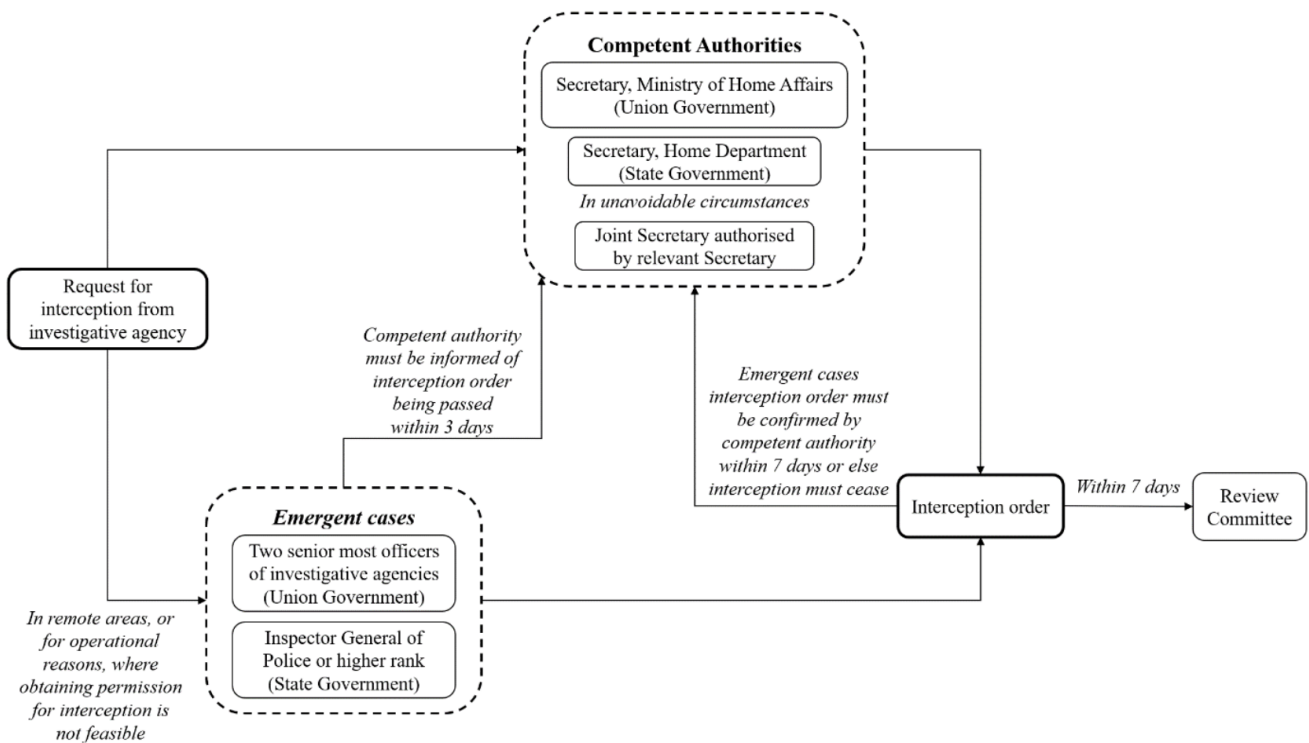 Competent Authorities
Secretary, Ministry of Home Affairs
(Union Government)
Secretary, Home Department
(State Government)
In unavoidable circumstances
Joint Secretary authorised
by relevant Secretary
Request for
interception from
investigative agency
Competent authority
must be informed of
interception order
being passed
within 3 days
Emergent cases
interception order must
be confirmed by
competent authority
within 7 days or else
interception must cease
Interception order
Within 7 days
Review
Committee
Emergent cases
Two senior most officers
of investigative agencies
(Union Government)
Inspector General of
Police or higher rank
(State Government)
In remote areas, or
for operational
reasons, where
obtaining permission
for interception is
not feasible